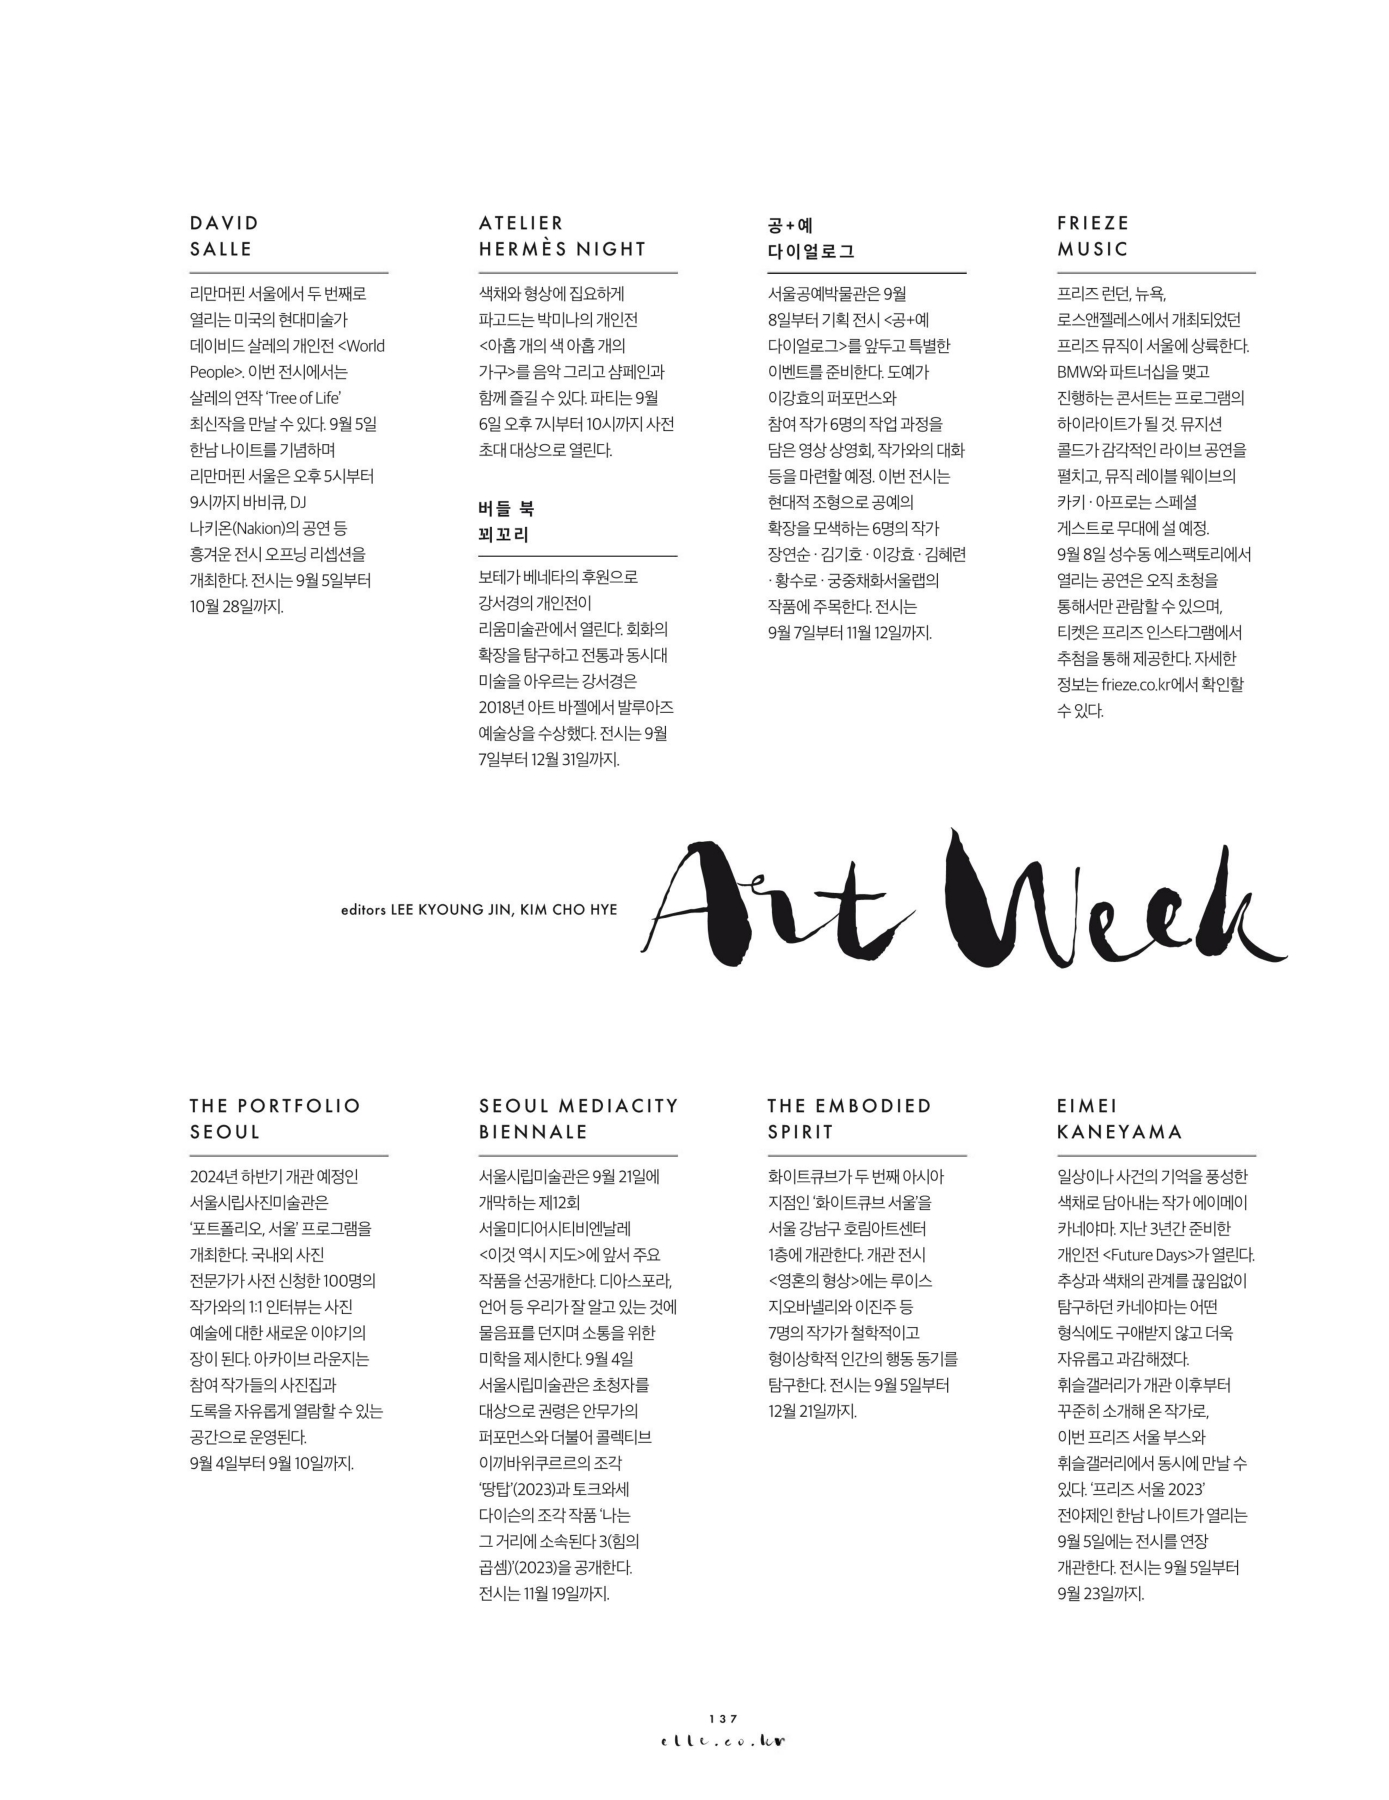 DAVID
SALLE
리만머핀 서울에서 두 번째로
열리는 미국의 현대미술가
데이비드 살레의 개인전 <World
People>. 이번 전시에서는
살레의 연작 ‘Tree of Life’
최신작을 만날 수 있다. 9월 5일
한남 나이트를 기념하며
리만머핀 서울은 오후 5시부터
9시까지 바비큐, DJ
나키온(Nakion)의 공연 등
흥겨운 전시 오프닝 리셉션을
개최한다. 전시는 9월 5일부터
10월 28일까지.
ATELIER
HERMÈS NIGHT
색채와 형상에 집요하게
파고드는 박미나의 개인전
<아홉 개의 색 아홉 개의
가구>를 음악 그리고 샴페인과
함께 즐길 수 있다. 파티는 9월
6일 오후 7시부터 10시까지 사전
초대 대상으로 열린다.
버들 북
꾀꼬리
보테가 베네타의 후원으로
강서경의 개인전이
리움미술관에서 열린다. 회화의
확장을 탐구하고 전통과 동시대
미술을 아우르는 강서경은
2018년 아트 바젤에서 발루아즈
예술상을 수상했다. 전시는 9월
7일부터 12월 31일까지.
공+예
다이얼로그
서울공예박물관은 9월
8일부터 기획 전시 <공+예
다이얼로그>를 앞두고 특별한
이벤트를 준비한다. 도예가
이강효의 퍼포먼스와
참여 작가 6명의 작업 과정을
담은 영상 상영회, 작가와의 대화
등을 마련할 예정. 이번 전시는
현대적 조형으로 공예의
확장을 모색하는 6명의 작가
장연순 · 김기호 · 이강효 · 김혜련
· 황수로 · 궁중채화서울랩의
작품에 주목한다. 전시는
9월 7일부터 11월 12일까지.
FRIEZE
MUSIC
프리즈 런던, 뉴욕,
로스앤젤레스에서 개최되었던
프리즈 뮤직이 서울에 상륙한다.
BMW와 파트너십을 맺고
진행하는 콘서트는 프로그램의
하이라이트가 될 것. 뮤지션
콜드가 감각적인 라이브 공연을
펼치고, 뮤직 레이블 웨이브의
카키 · 아프로는 스페셜
게스트로 무대에 설 예정.
9월 8일 성수동 에스팩토리에서
열리는 공연은 오직 초청을
통해서만 관람할 수 있으며,
티켓은 프리즈 인스타그램에서
추첨을 통해 제공한다. 자세한
정보는 frieze.co.kr에서 확인할
수 있다.
editors LEE KYOUNG JIN, KIM CHO HYE
Art Week
THE PORTFOLIO
SEOUL
2024년 하반기 개관 예정인
서울시립사진미술관은
‘포트폴리오, 서울’ 프로그램을
개최한다. 국내외 사진
전문가가 사전 신청한 100명의
작가와의 1:1 인터뷰는 사진
예술에 대한 새로운 이야기의
장이 된다. 아카이브 라운지는
참여 작가들의 사진집과
도록을 자유롭게 열람할 수 있는
공간으로 운영된다.
9월 4일부터 9월 10일까지.
SEOUL MEDIACITY
BIENNALE
서울시립미술관은 9월 21일에
개막하는 제12회
서울미디어시티비엔날레
<이것 역시 지도>에 앞서 주요
작품을 선공개한다. 디아스포라,
언어 등 우리가 잘 알고 있는 것에
물음표를 던지며 소통을 위한
미학을 제시한다. 9월 4일
서울시립미술관은 초청자를
대상으로 권령은 안무가의
퍼포먼스와 더불어 콜렉티브
이끼바위쿠르르의 조각
‘땅탑’(2023)과 토크와세
다이슨의 조각 작품 ‘나는
그 거리에 소속된다 3(힘의
곱셈)’(2023)을 공개한다.
전시는 11월 19일까지.
THE EMBODIED
SPIRIT
화이트큐브가 두 번째 아시아
지점인 ‘화이트큐브 서울’을
서울 강남구 호림아트센터
1층에 개관한다. 개관 전시
<영혼의 형상>에는 루이스
지오바넬리와 이진주 등
7명의 작가가 철학적이고
형이상학적 인간의 행동 동기를
탐구한다. 전시는 9월 5일부터
12월 21일까지.
EIMEI
KANEYAMA
일상이나 사건의 기억을 풍성한
색채로 담아내는 작가 에이메이
카네야마. 지난 3년간 준비한
개인전 <Future Days>가 열린다.
추상과 색채의 관계를 끊임없이
탐구하던 카네야마는 어떤
형식에도 구애받지 않고 더욱
자유롭고 과감해졌다.
휘슬갤러리가 개관 이후부터
꾸준히 소개해 온 작가로,
이번 프리즈 서울 부스와
휘슬갤러리에서 동시에 만날 수
있다. ‘프리즈 서울 2023’
전야제인 한남 나이트가 열리는
9월 5일에는 전시를 연장
개관한다. 전시는 9월 5일부터
9월 23일까지.
137
elle.co.kr